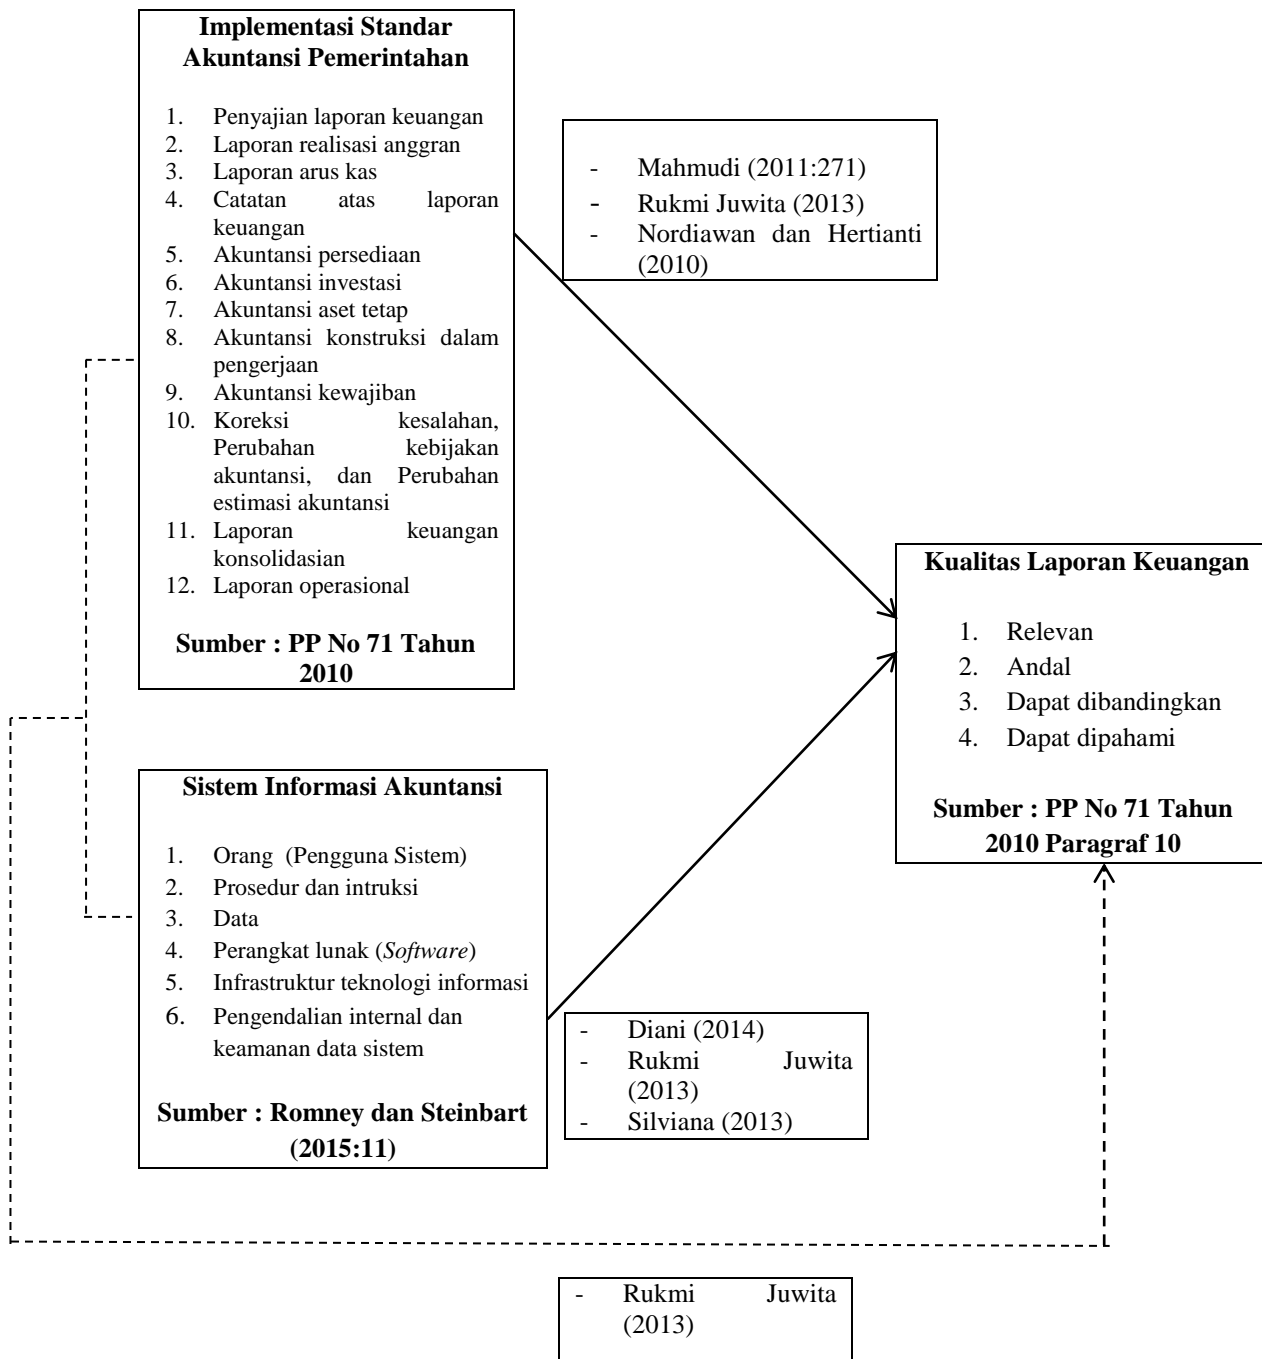 Implementasi Standar
Akuntansi Pemerintahan
1. Penyajian laporan keuangan
2. Laporan realisasi anggran
3. Laporan arus kas
4. Catatan atas laporan
keuangan
5. Akuntansi persediaan
6. Akuntansi investasi
7. Akuntansi aset tetap
8. Akuntansi konstruksi dalam
pengerjaan
9. Akuntansi kewajiban
10. Koreksi kesalahan,
Perubahan kebijakan
akuntansi, dan Perubahan
estimasi akuntansi
11. Laporan keuangan
konsolidasian
12. Laporan operasional
Sumber : PP No 71 Tahun
2010
- Mahmudi (2011:271)
- Rukmi Juwita (2013)
- Nordiawan dan Hertianti
(2010)
Kualitas Laporan Keuangan
1. Relevan
2. Andal
3. Dapat dibandingkan
4. Dapat dipahami
Sumber : PP No 71 Tahun
2010 Paragraf 10
Sistem Informasi Akuntansi
1. Orang (Pengguna Sistem)
2. Prosedur dan intruksi
3. Data
4. Perangkat lunak (Software)
5. Infrastruktur teknologi informasi
6. Pengendalian internal dan
keamanan data sistem
Sumber : Romney dan Steinbart
(2015:11)
- Diani (2014)
- Rukmi Juwita
(2013)
- Silviana (2013)
- Rukmi Juwita
(2013)